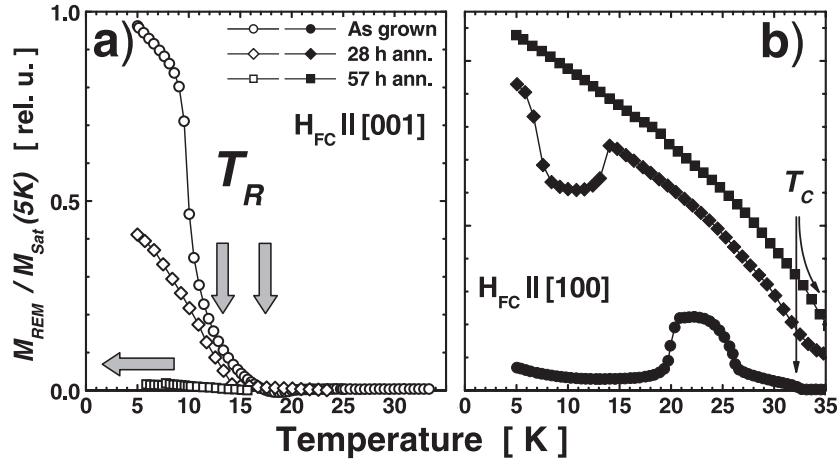 M_REM / M_Sat (5K) [ rel. u. ]
1.0
0.5
0.0
a)
As grown
28 h ann.
57 h ann.
H_FC || [001]
T_R
0 5 10 15 20 25 30
b)
T_C
H_FC || [100]
0 5 10 15 20 25 30 35
Temperature [ K ]